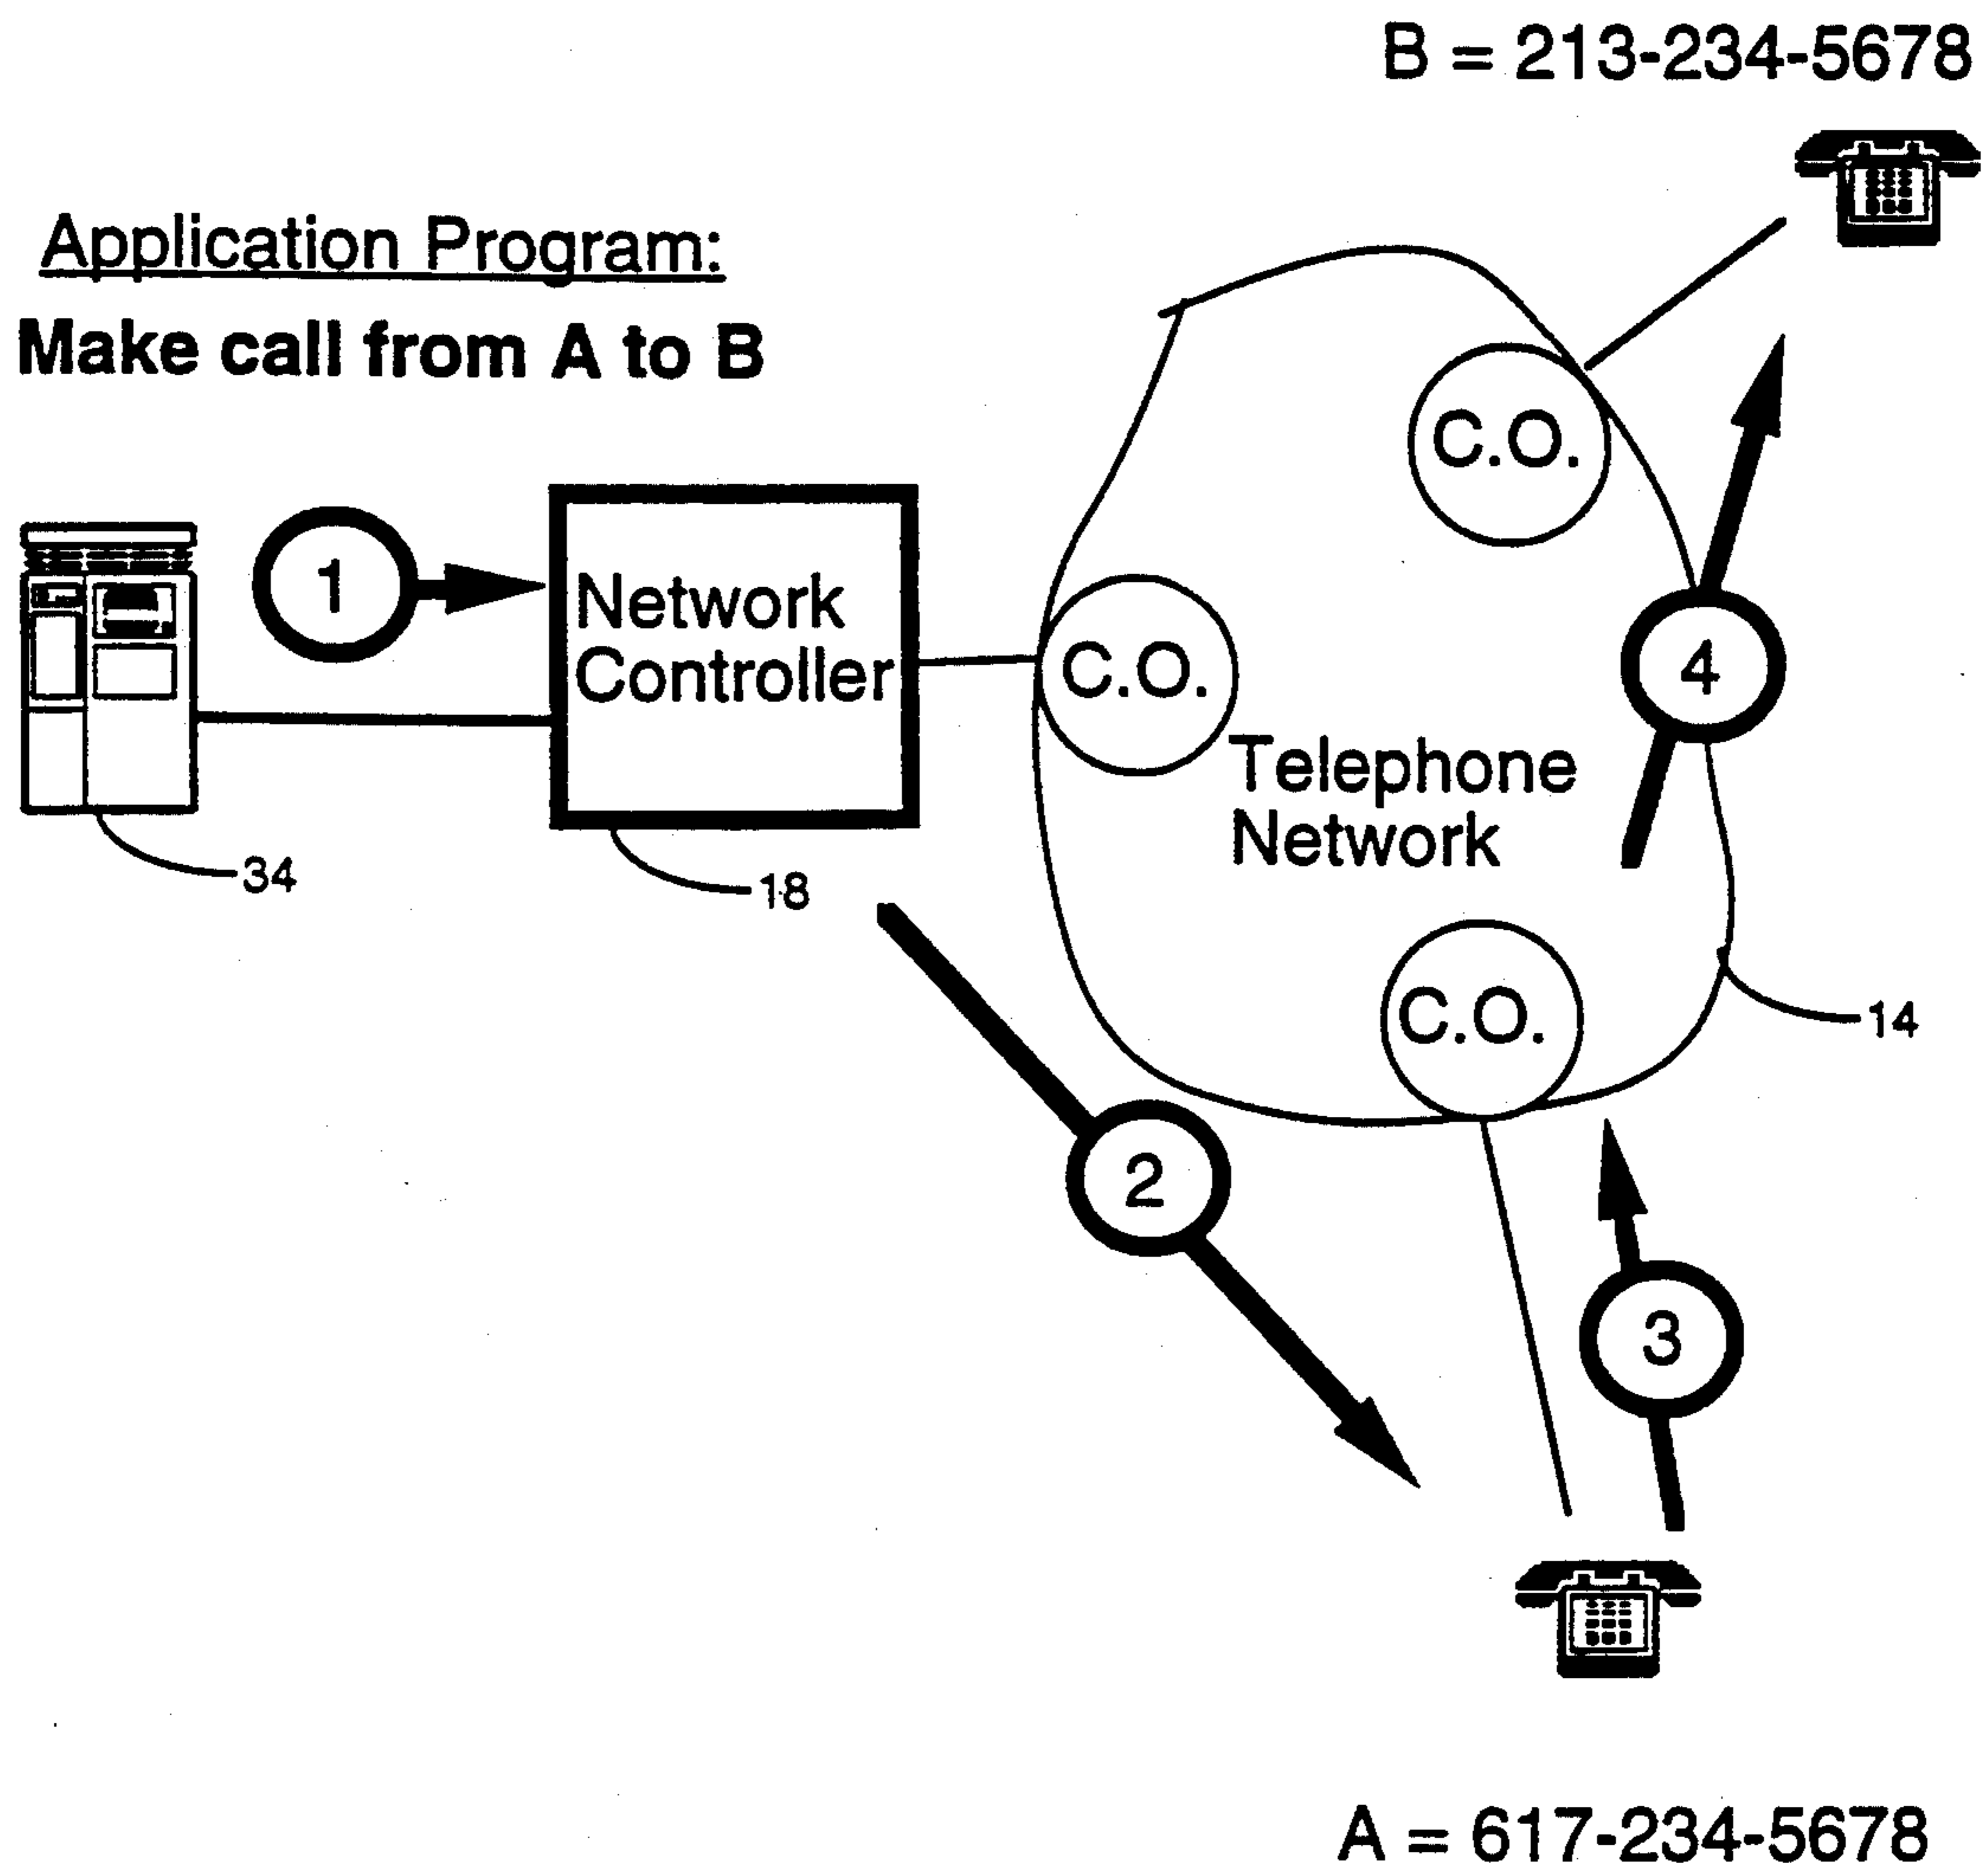 B = 213-234-5678
Application Program:
Make call from A to B
C.O.
1
Network
Controller
C.O.
4
Telephone
Network
34
18
C.O.
14
2
3
A = 617-234-5678